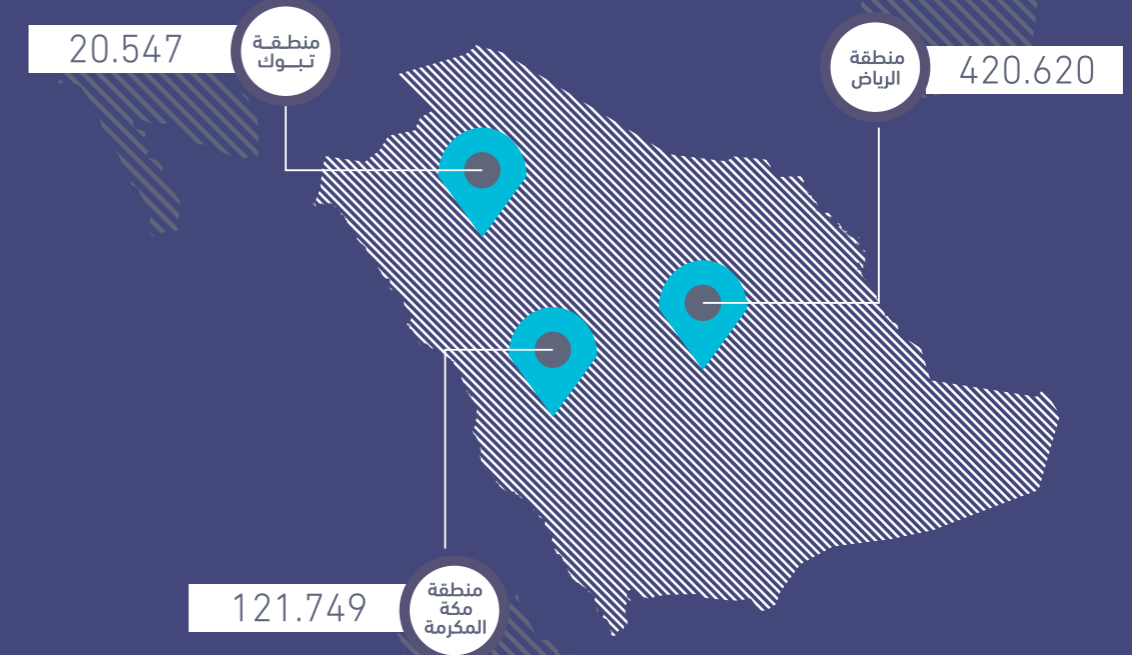 منطقة
تبوك
20.547
منطقة
الرياض
420.620
منطقة
مكة
المكرمة
121.749